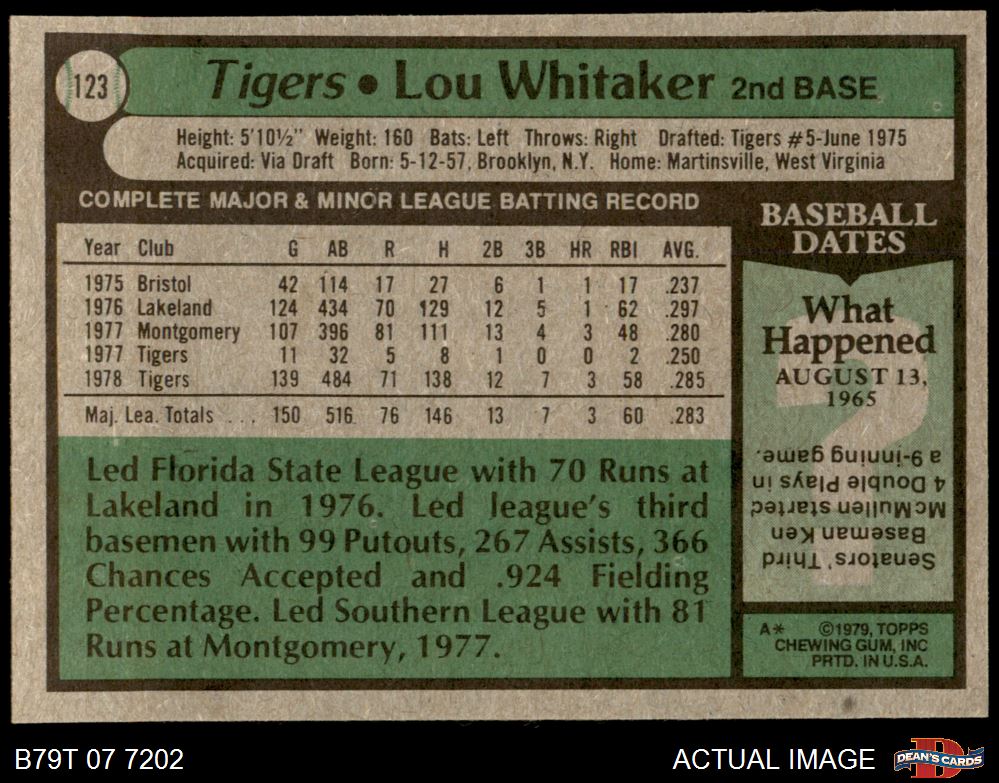 123
Tigers • Lou Whitaker 2nd BASE
Height: 5'10½" Weight: 160 Bats: Left Throws: Right Drafted: Tigers #5-June 1975
Acquired: Via Draft Born: 5-12-57, Brooklyn, N.Y. Home: Martinsville, West Virginia
COMPLETE MAJOR & MINOR LEAGUE BATTING RECORD
Year Club G AB R H 2B 3B HR RBI AVG.
1975 Bristol 42 114 17 27 6 1 1 17 .237
1976 Lakeland 124 434 70 129 12 5 1 62 .297
1977 Montgomery 107 396 81 111 13 4 3 48 .280
1977 Tigers 11 32 5 8 1 0 0 2 .250
1978 Tigers 139 484 71 138 12 7 3 58 .285
Maj. Lea. Totals . . . 150 516 76 146 13 7 3 60 .283
Led Florida State League with 70 Runs at
Lakeland in 1976. Led league's third
basemen with 99 Putouts, 267 Assists, 366
Chances Accepted and .924 Fielding
Percentage. Led Southern League with 81
Runs at Montgomery, 1977.
BASEBALL
DATES
What
Happened
AUGUST 13,
1965
Senators' Third
Baseman Ken
McMullen started
4 Double Plays in
a 9-inning game.
A* ©1979, TOPPS
CHEWING GUM, INC
PRTD. IN U.S.A.
B79T 07 7202
ACTUAL IMAGE
DEAN'S CARDS